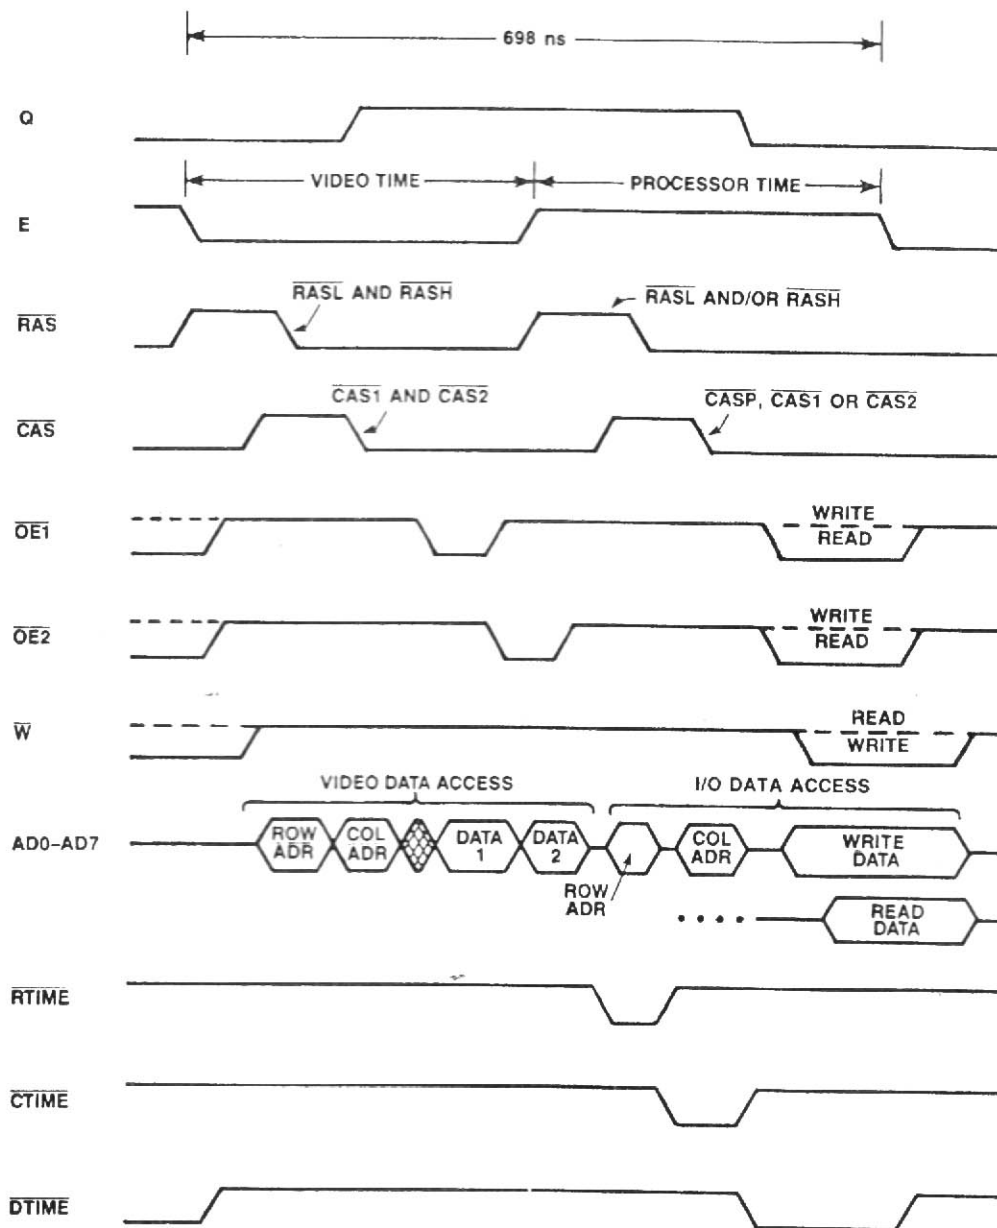 698 ns
Q
VIDEO TIME
PROCESSOR TIME
E
RASL AND RASH
RASL AND/OR RASH
RAS
CAS1 AND CAS2
CASP, CAS1 OR CAS2
CAS
OE1
WRITE
READ
OE2
WRITE
READ
W
READ
WRITE
VIDEO DATA ACCESS
I/O DATA ACCESS
AD0–AD7
ROW ADR
COL ADR
DATA 1
DATA 2
ROW ADR
COL ADR
WRITE DATA
READ DATA
RTIME
CTIME
DTIME